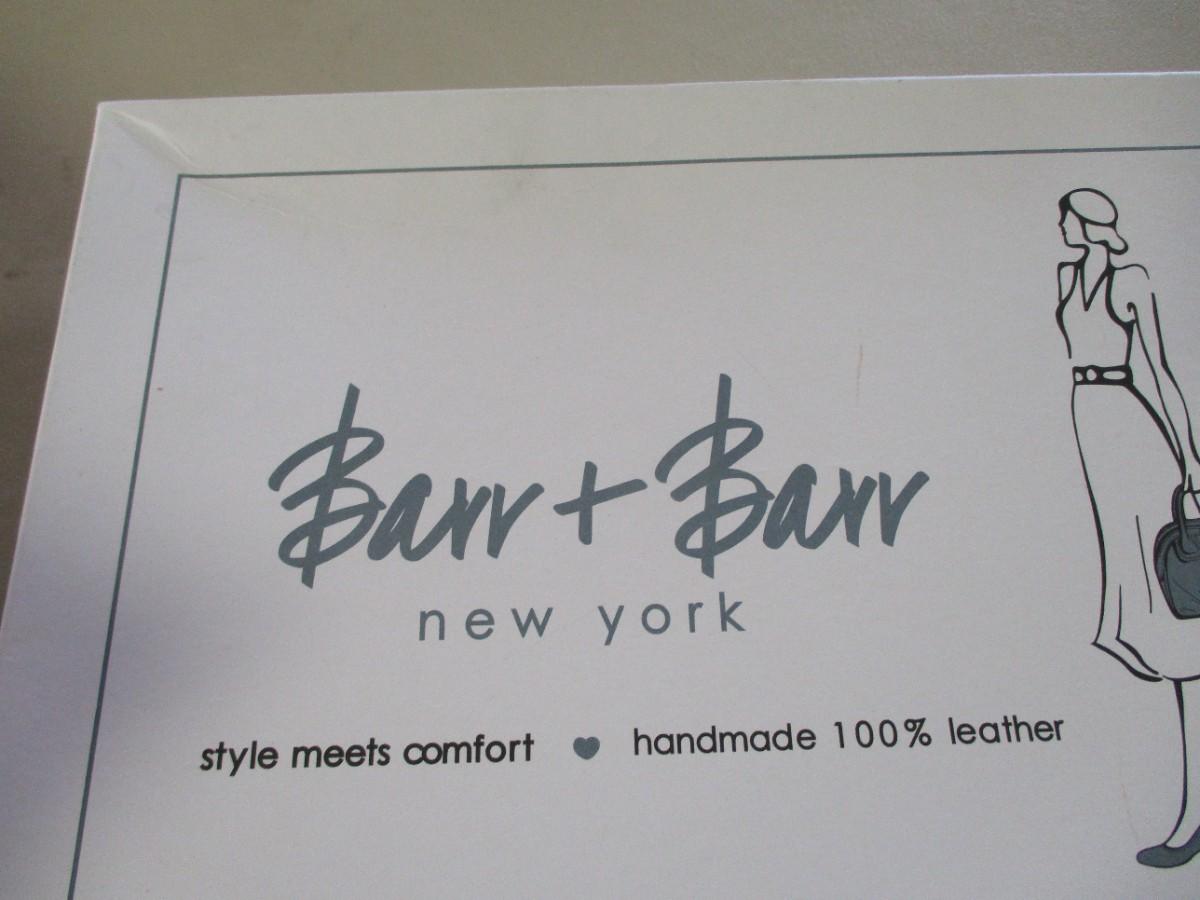 Barr + Barr
new york
style meets comfort ♥ handmade 100% leather